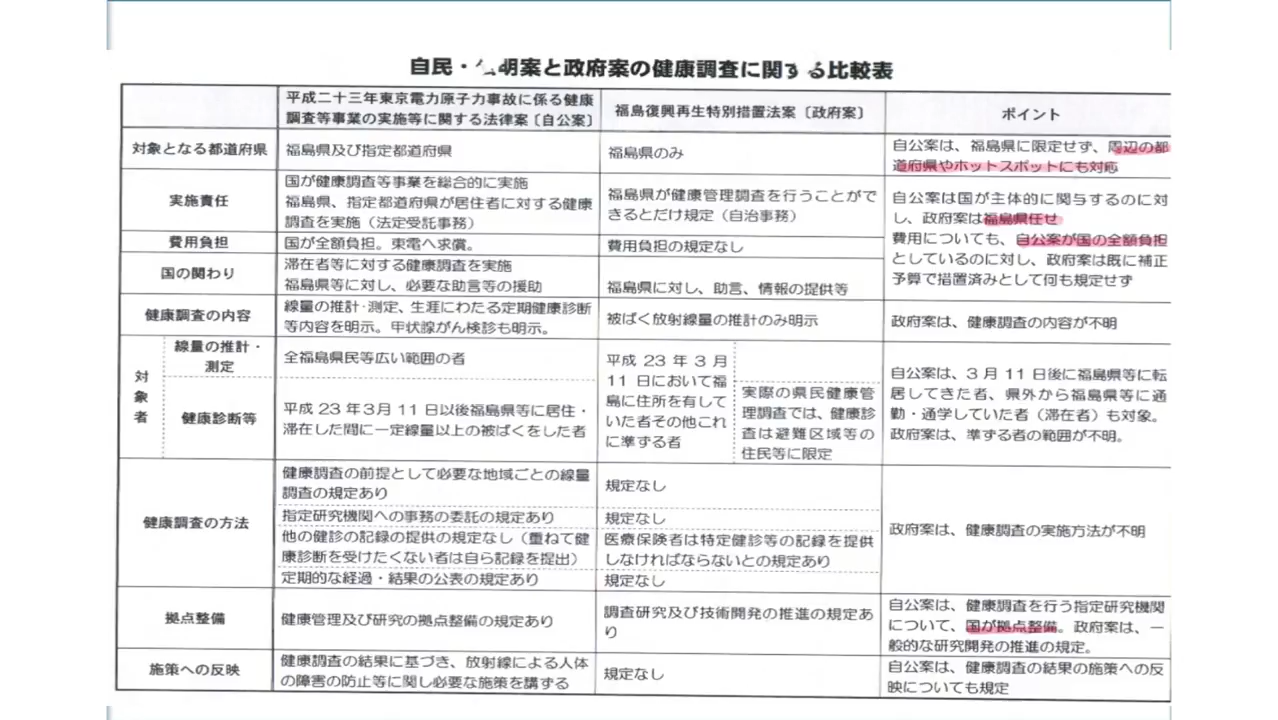 自民・公明案と政府案の健康調査に関する比較表
平成二十三年東京電力原子力事故に係る健康
調査等事業の実施等に関する法律案〔自公案〕
福島復興再生特別措置法案〔政府案〕
ポイント
対象となる都道府県
福島県及び指定都道府県
福島県のみ
自公案は、福島県に限定せず、周辺の都
道府県やホットスポットにも対応
実施責任
国が健康調査等事業を総合的に実施
福島県、指定都道府県が居住者に対する健康
調査を実施（法定受託事務）
福島県が健康管理調査を行うことがで
きるとだけ規定（自治事務）
自公案は国が主体的に関与するのに対
し、政府案は福島県任せ
費用についても、自公案が国の全額負担
としているのに対し、政府案は既に補正
予算で措置済みとして何も規定せず
費用負担
国が全額負担。東電へ求償。
費用負担の規定なし
国の関わり
滞在者等に対する健康調査を実施
福島県等に対し、必要な助言等の援助
福島県に対し、助言、情報の提供等
健康調査の内容
線量の推計・測定、生涯にわたる定期健康診断
等内容を明示。甲状腺がん検診も明示。
被ばく放射線量の推計のみ明示
政府案は、健康調査の内容が不明
対象者
線量の推計・
測定
全福島県民等広い範囲の者
平成 23 年 3 月
11 日において福
島に住所を有して
いた者その他これ
に準ずる者
実際の県民健康管
理調査では、健康診
査は避難区域等の
住民等に限定
自公案は、3 月 11 日後に福島県等に転
居してきた者、県外から福島県等に通
勤・通学していた者（滞在者）も対象。
政府案は、準ずる者の範囲が不明。
健康診断等
平成 23 年3月 11 日以後福島県等に居住・
滞在した間に一定線量以上の被ばくをした者
健康調査の方法
健康調査の前提として必要な地域ごとの線量
調査の規定あり
規定なし
指定研究機関への事務の委託の規定あり
規定なし
他の健診の記録の提供の規定なし（重ねて健
康診断を受けたくない者は自ら記録を提出）
医療保険者は特定健診等の記録を提供
しなければならないとの規定あり
定期的な経過・結果の公表の規定あり
規定なし
政府案は、健康調査の実施方法が不明
拠点整備
健康管理及び研究の拠点整備の規定あり
調査研究及び技術開発の推進の規定あ
り
自公案は、健康調査を行う指定研究機関
について、国が拠点整備。政府案は、一
般的な研究開発の推進の規定。
施策への反映
健康調査の結果に基づき、放射線による人体
の障害の防止等に関し必要な施策を講ずる
規定なし
自公案は、健康調査の結果の施策への反
映についても規定